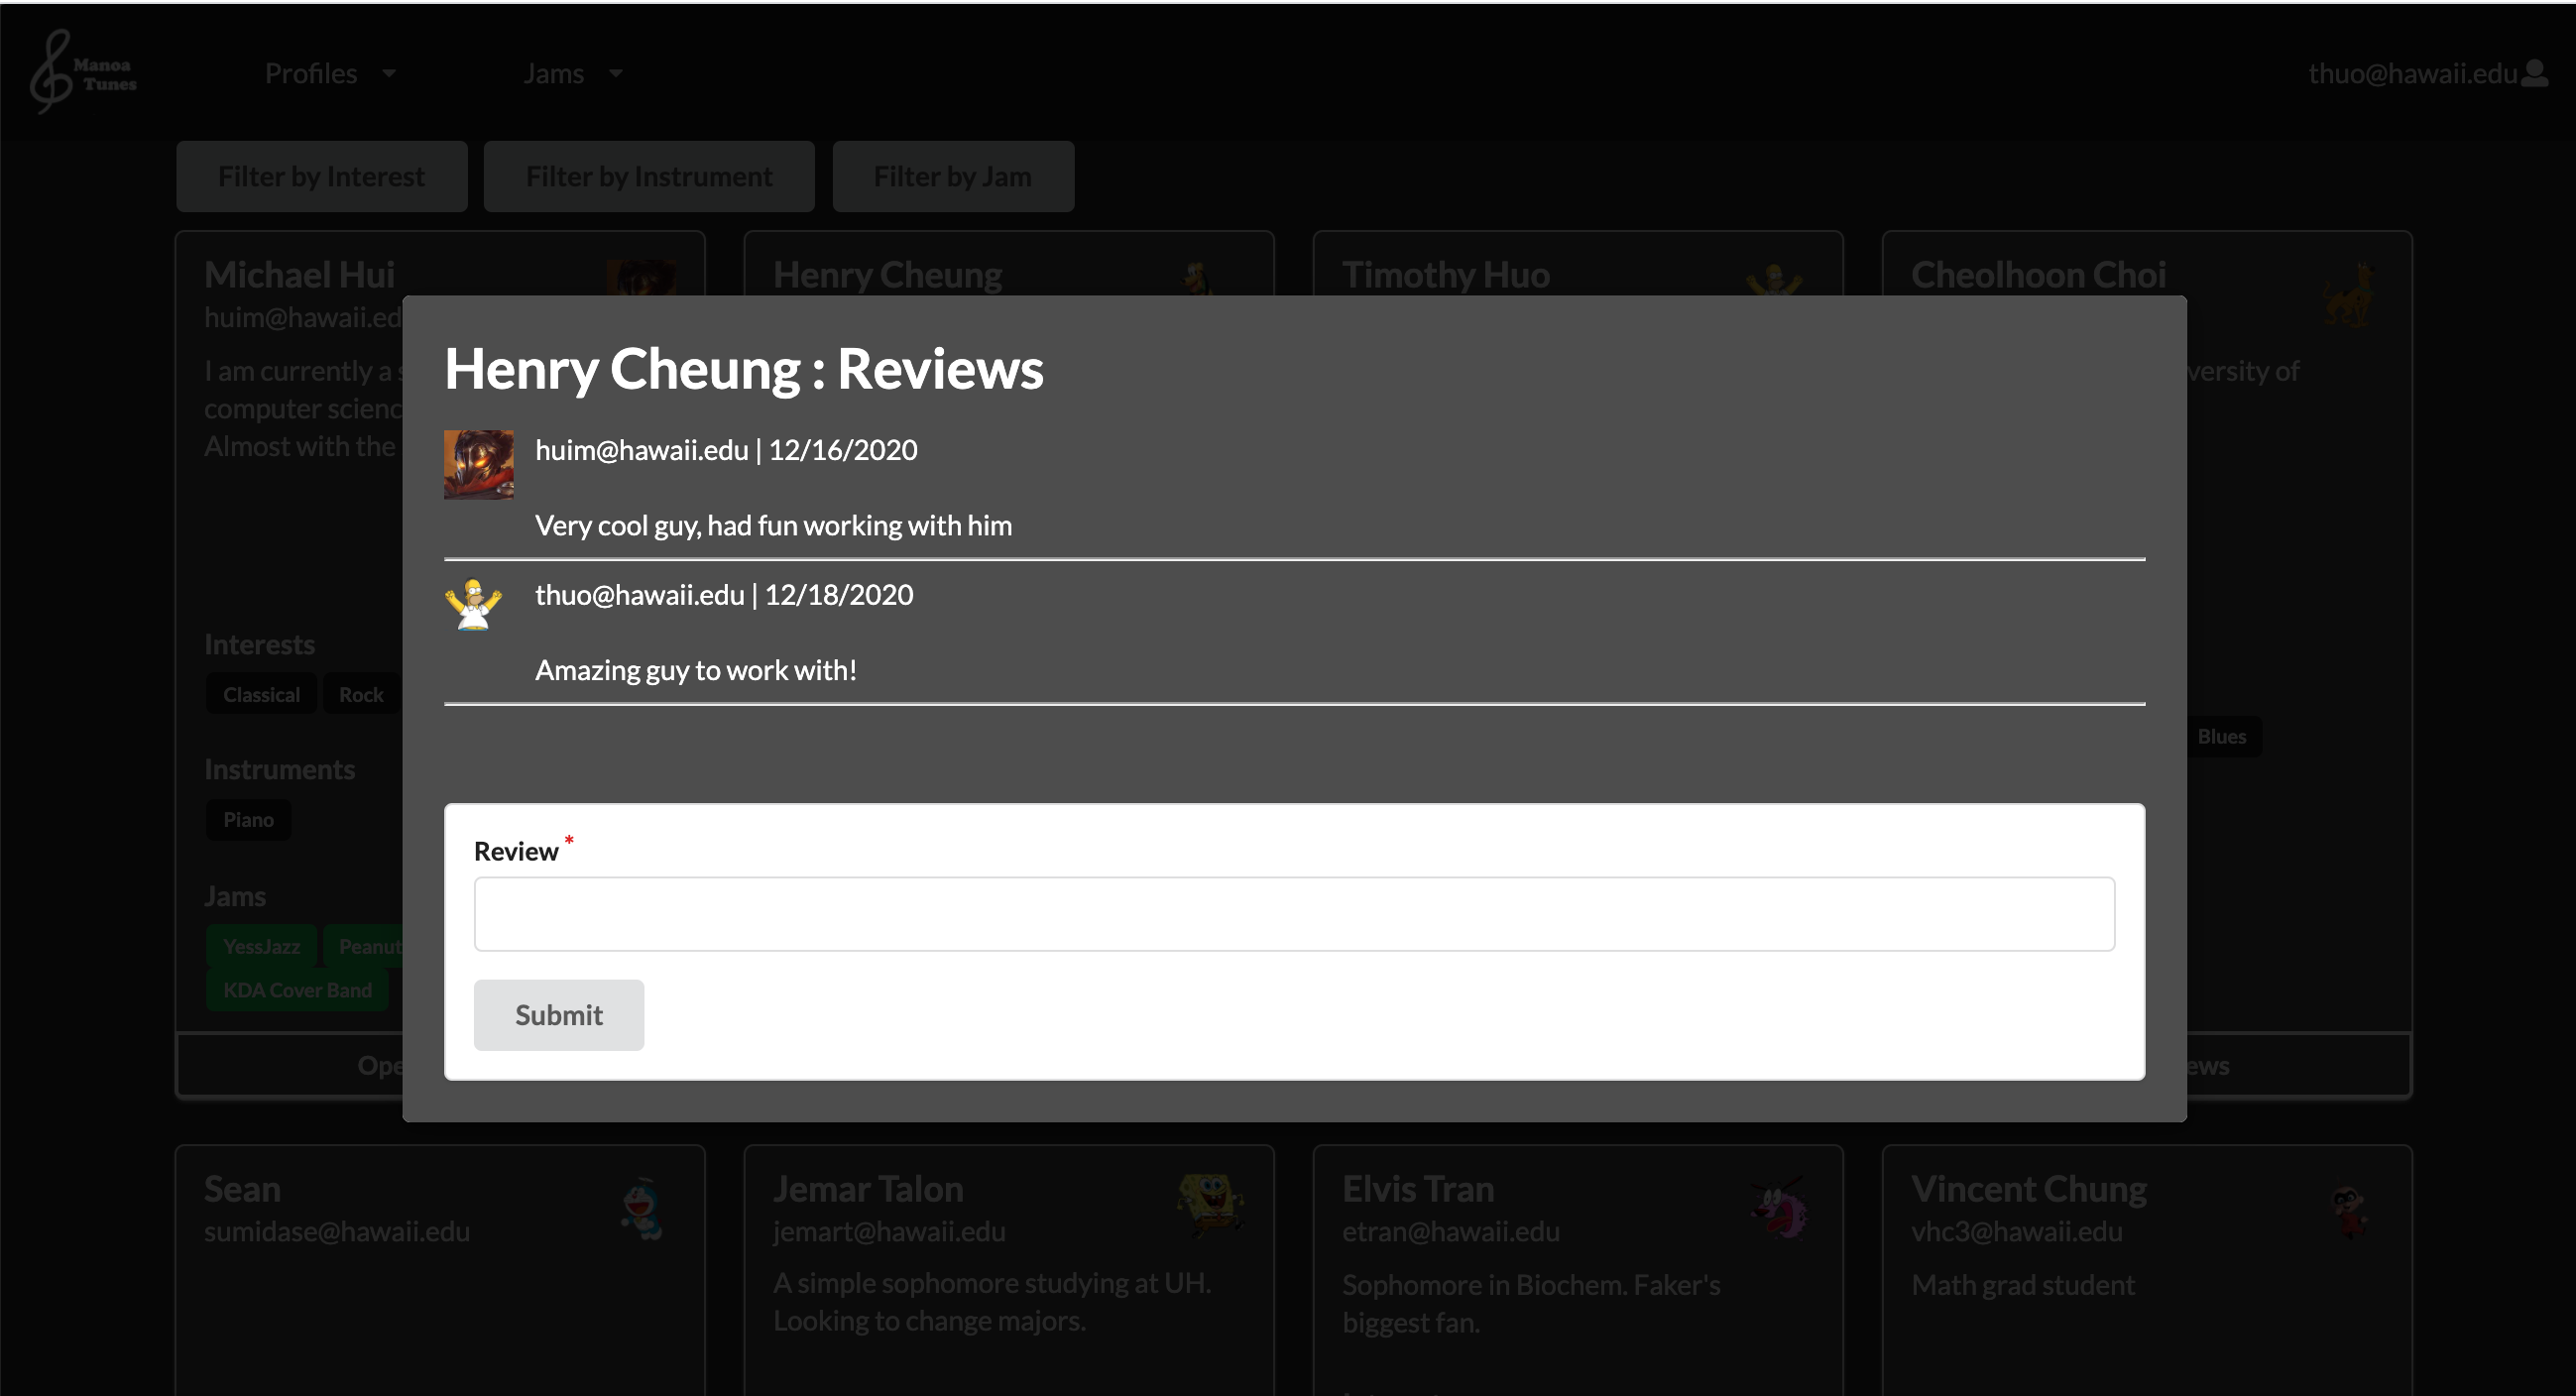 Manoa
Tunes
Profiles
Jams
thuo@hawaii.edu
Filter by Interest
Filter by Instrument
Filter by Jam
Michael Hui
Henry Cheung
Timothy Huo
Cheolhoon Choi
huim@hawaii.ed
I am currently a s
versity of
computer scienc
Almost with the
Henry Cheung : Reviews
huim@hawaii.edu | 12/16/2020
Very cool guy, had fun working with him
thuo@hawaii.edu | 12/18/2020
Amazing guy to work with!
Interests
Classical
Rock
Blues
Instruments
Piano
Jams
YessJazz
Peanut
KDA Cover Band
Review *
Submit
Ope
ews
Sean
sumidase@hawaii.edu
Jemar Talon
jemart@hawaii.edu
A simple sophomore studying at UH.
Looking to change majors.
Elvis Tran
etran@hawaii.edu
Sophomore in Biochem. Faker's
biggest fan.
Vincent Chung
vhc3@hawaii.edu
Math grad student